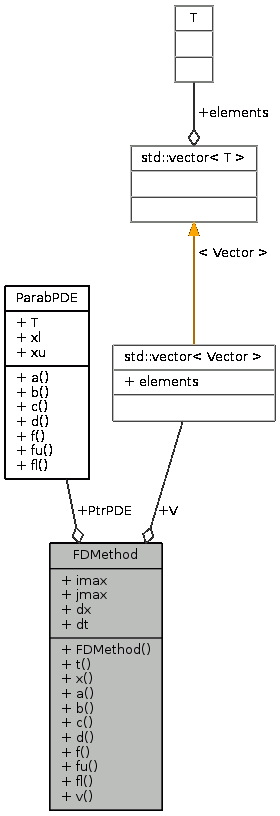 T
+elements
std::vector< T >
< Vector >
ParabPDE
+ T
+ xl
+ xu
+ a()
+ b()
+ c()
+ d()
+ f()
+ fu()
+ fl()
std::vector< Vector >
+ elements
+PtrPDE
+V
FDMethod
+ imax
+ jmax
+ dx
+ dt
+ FDMethod()
+ t()
+ x()
+ a()
+ b()
+ c()
+ d()
+ f()
+ fu()
+ fl()
+ v()